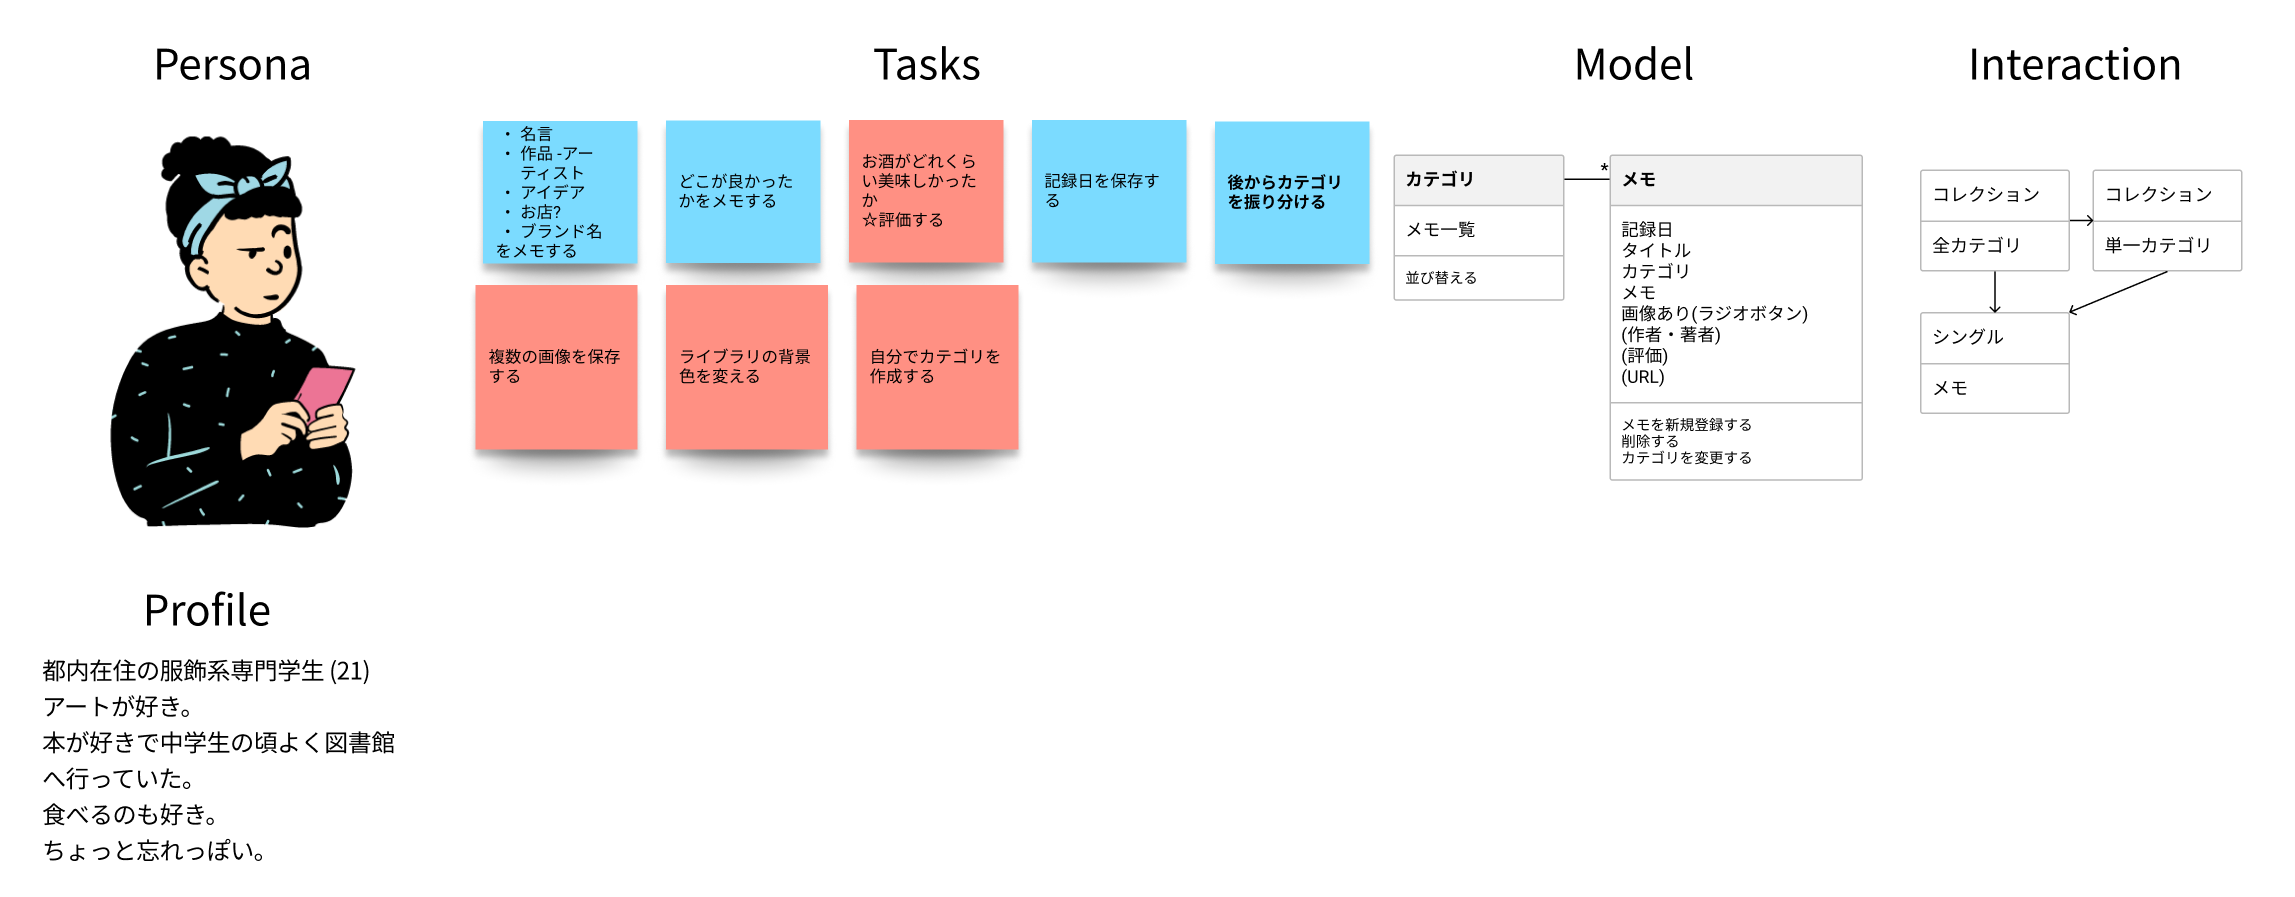 Persona
Tasks
Model
Interaction
・ 名言
・ 作品 -アー
ティスト
・ アイデア
・ お店?
・ ブランド名
をメモする
どこが良かった
かをメモする
お酒がどれくら
い美味しかった
か
☆評価する
記録日を保存す
る
後からカテゴリ
を振り分ける
複数の画像を保存
する
ライブラリの背景
色を変える
自分でカテゴリを
作成する
カテゴリ
メモ一覧
並び替える
*
メモ
記録日
タイトル
カテゴリ
メモ
画像あり(ラジオボタン)
(作者・著者)
(評価)
(URL)
メモを新規登録する
削除する
カテゴリを変更する
コレクション
全カテゴリ
コレクション
単一カテゴリ
シングル
メモ
Profile
都内在住の服飾系専門学生 (21)
アートが好き。
本が好きで中学生の頃よく図書館
へ行っていた。
食べるのも好き。
ちょっと忘れっぽい。